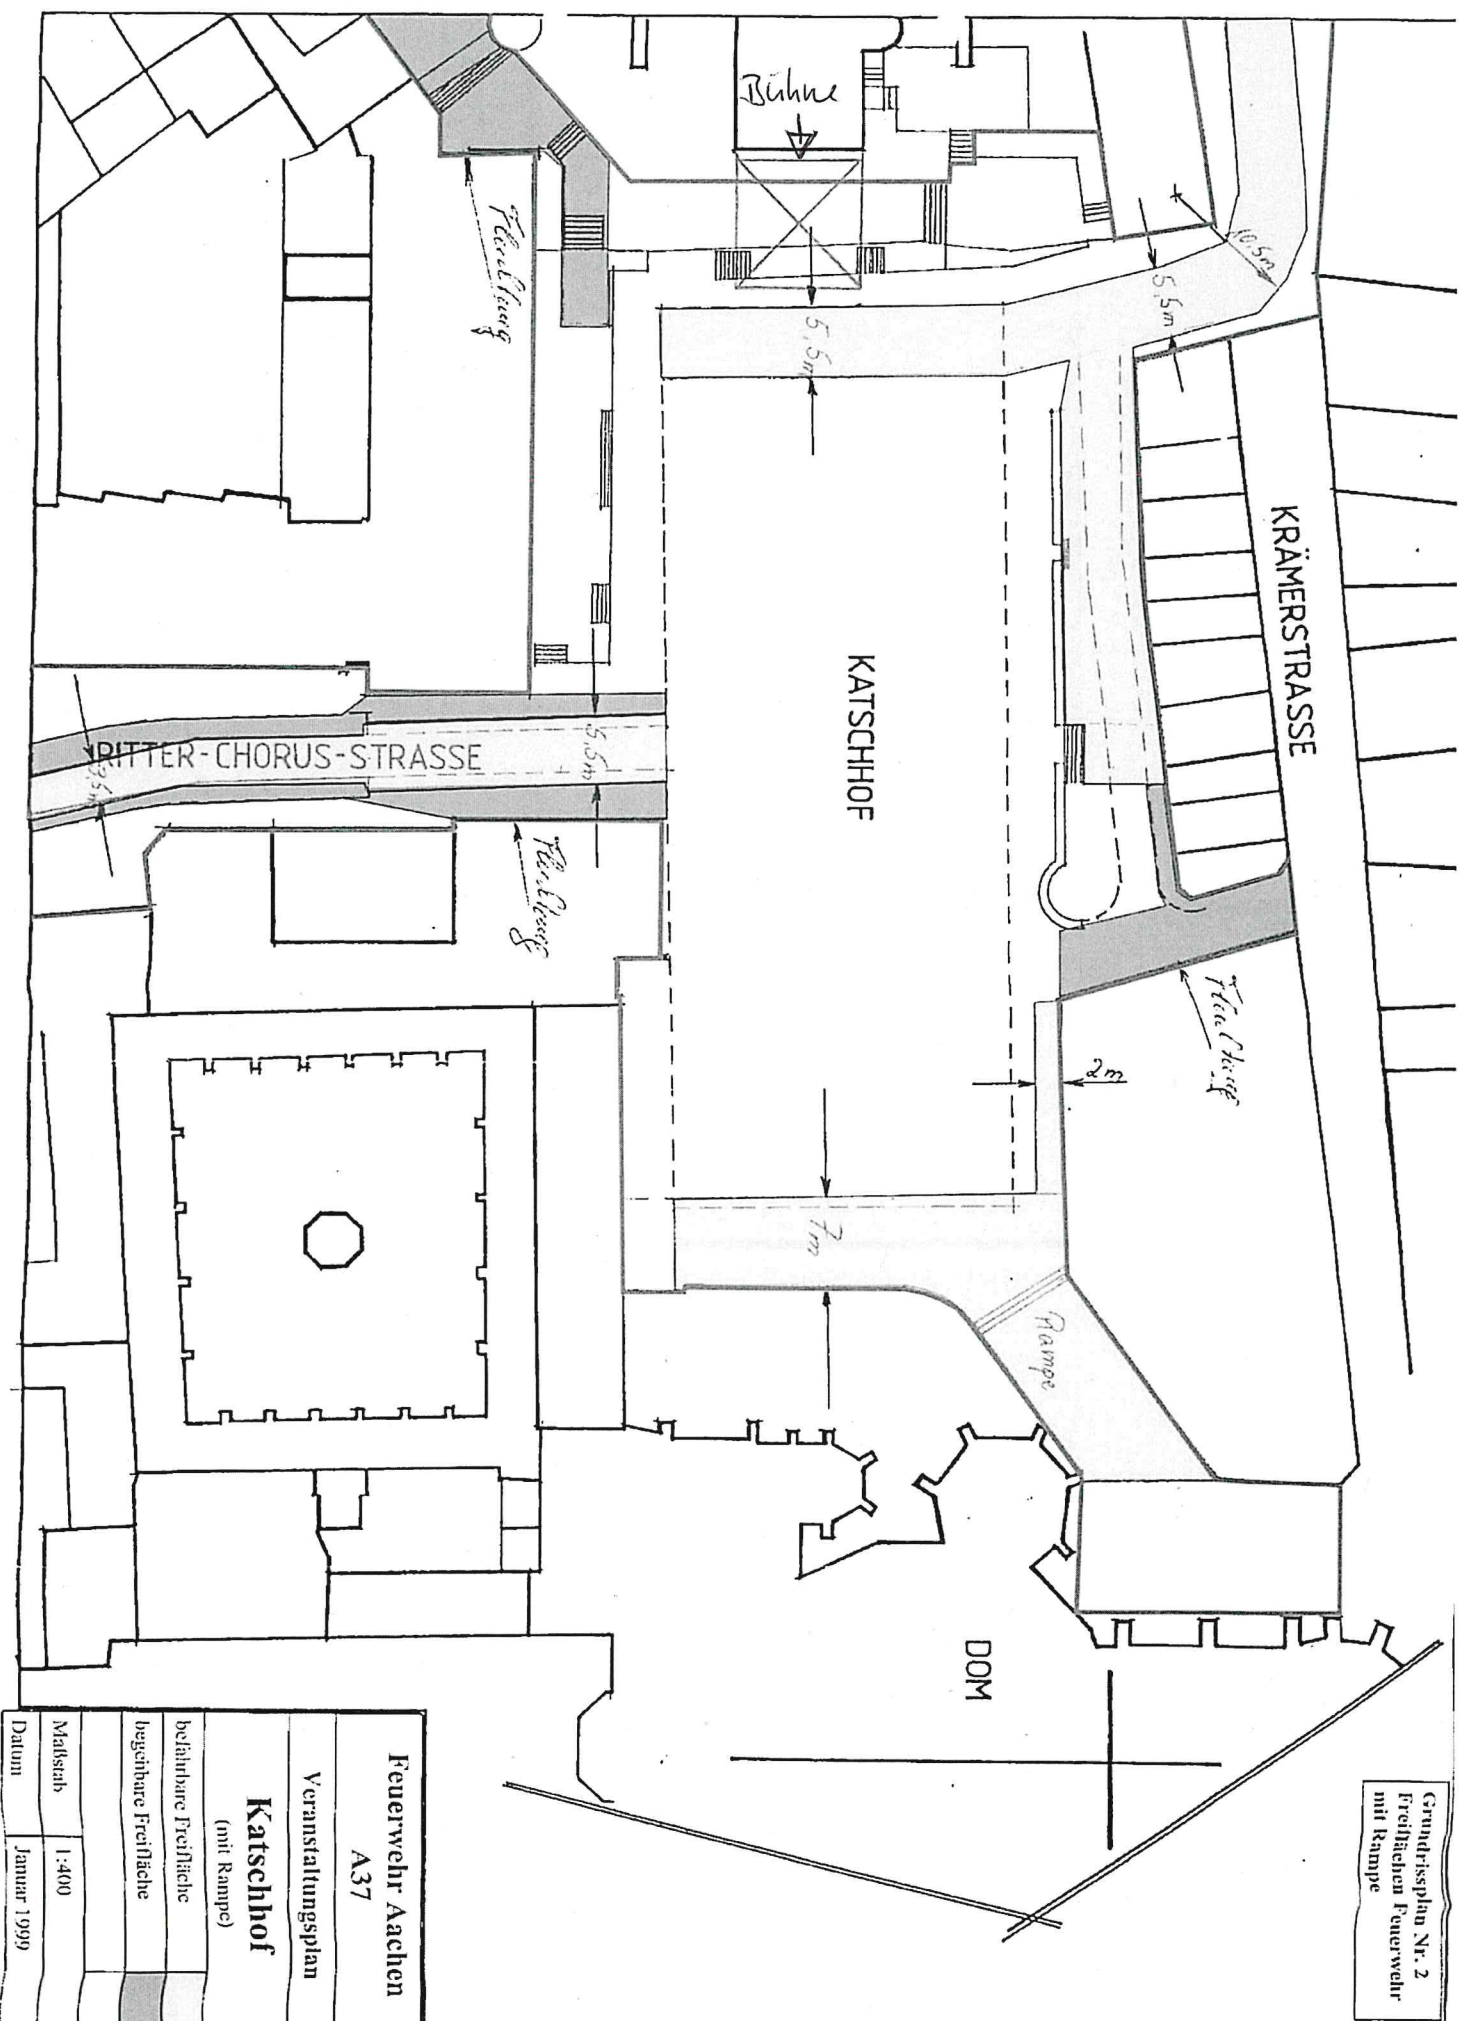 Grundrissplan Nr. 2
Freiflächen Feuerwehr
mit Rampe
KRÄMERSTRASSE
10,5m
5,5m
Bühne
5,5m
Fluchtweg
KATSCHHOF
Fluchtweg
2m
7m
Rampe
DOM
RITTER-CHORUS-STRASSE
5,5m
3,5m
Fluchtweg
Feuerwehr Aachen
A37
Veranstaltungsplan
Katschhof
(mit Rampe)
befahrbare Freifläche
begehbare Freifläche
Maßstab 1:400
Datum Januar 1999